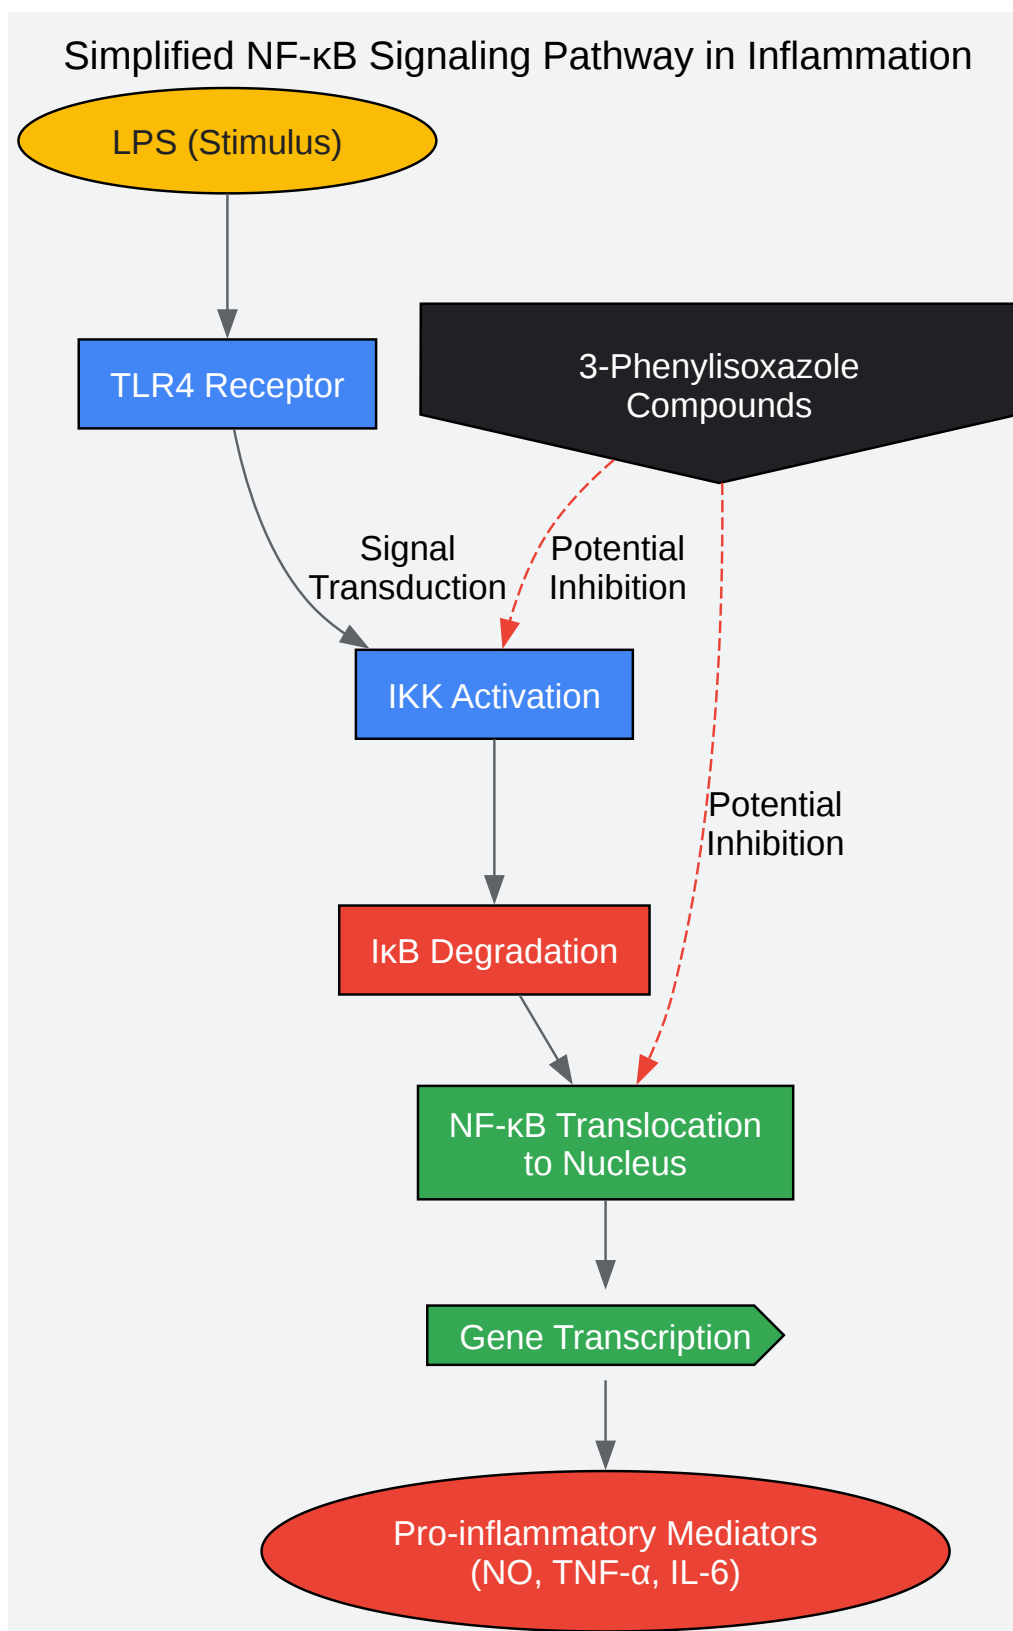 Simplified NF-κB Signaling Pathway in Inflammation
LPS (Stimulus)
TLR4 Receptor
3-Phenylisoxazole
Compounds
Signal
Transduction
Potential
Inhibition
IKK Activation
Potential
Inhibition
IκB Degradation
NF-κB Translocation
to Nucleus
Gene Transcription
Pro-inflammatory Mediators
(NO, TNF-α, IL-6)